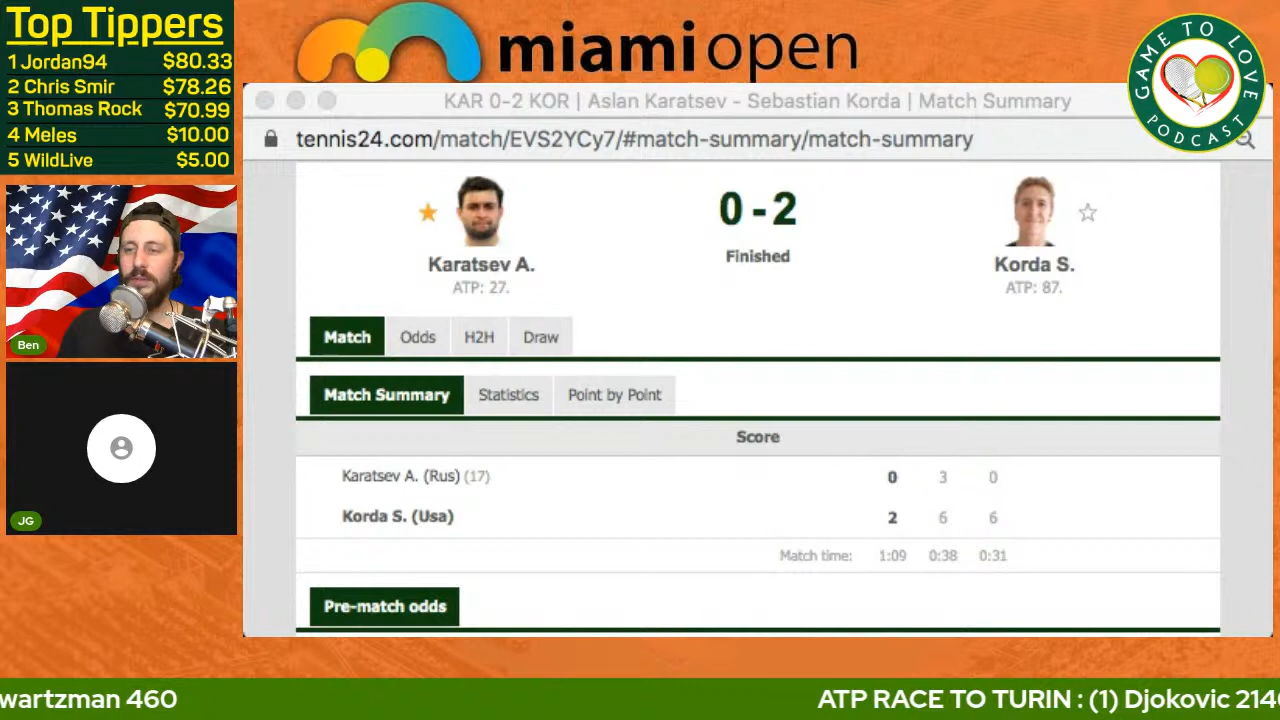 Top Tippers
1 Jordan94 $80.33
2 Chris Smir $78.26
3 Thomas Rock $70.99
4 Meles $10.00
5 WildLive $5.00
miami open
GAME TO LOVE
PODCAST
KAR 0-2 KOR | Aslan Karatsev - Sebastian Korda | Match Summary
tennis24.com/match/EVS2YCy7/#match-summary/match-summary
0 - 2
Finished
Karatsev A.
ATP: 27.
Korda S.
ATP: 87.
Match Odds H2H Draw
Match Summary Statistics Point by Point
Score
Karatsev A. (Rus) (17) 0 3 0
Korda S. (Usa) 2 6 6
Match time: 1:09 0:38 0:31
Pre-match odds
Ben
JG
wartzman 460 ATP RACE TO TURIN : (1) Djokovic 2140